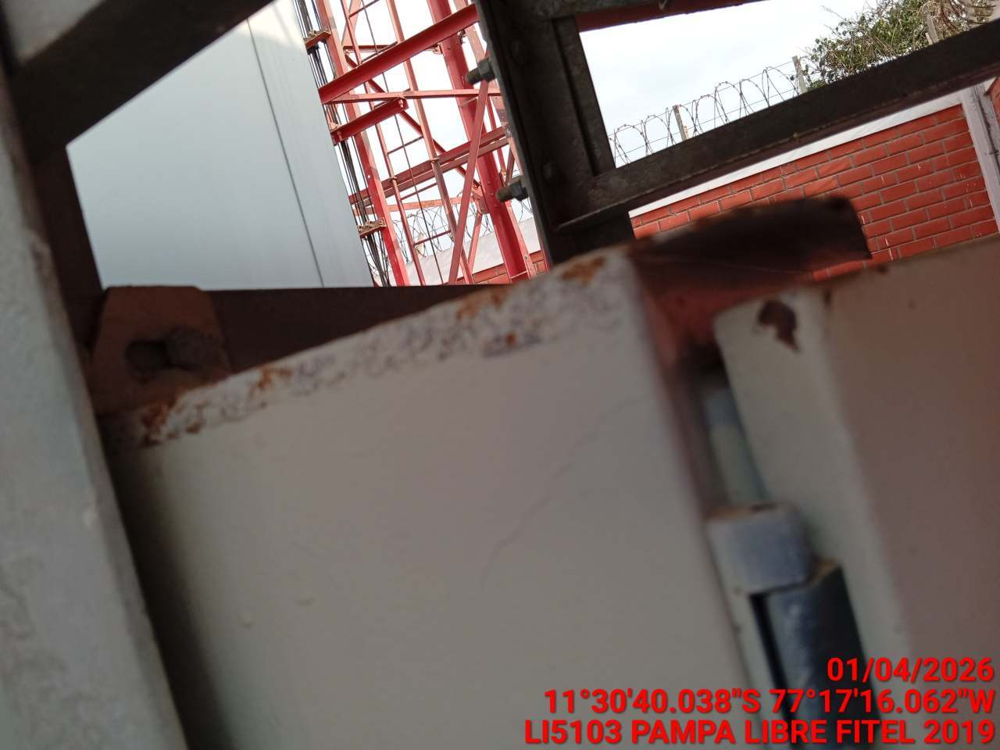 01/04/2026
11°30'40.038"S 77°17'16.062"W
LI5103 PAMPA LIBRE FITEL 2019